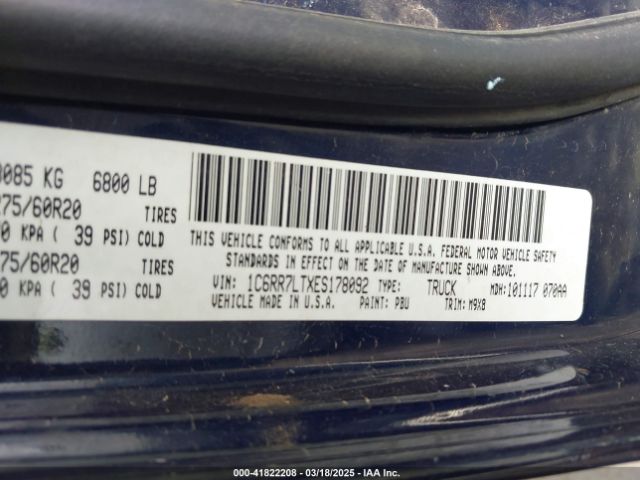 3085 KG 6800 LB
275/60R20 TIRES
0 KPA ( 39 PSI) COLD
275/60R20 TIRES
0 KPA ( 39 PSI) COLD
THIS VEHICLE CONFORMS TO ALL APPLICABLE U.S.A. FEDERAL MOTOR VEHICLE SAFETY
STANDARDS IN EFFECT ON THE DATE OF MANUFACTURE SHOWN ABOVE.
VIN: 1C6RR7LTXES178092 TYPE: TRUCK MDH: 101117 070AA
VEHICLE MADE IN U.S.A. PAINT: PBU TRIM: M9X8
000-41822208 - 03/18/2025 - IAA Inc.